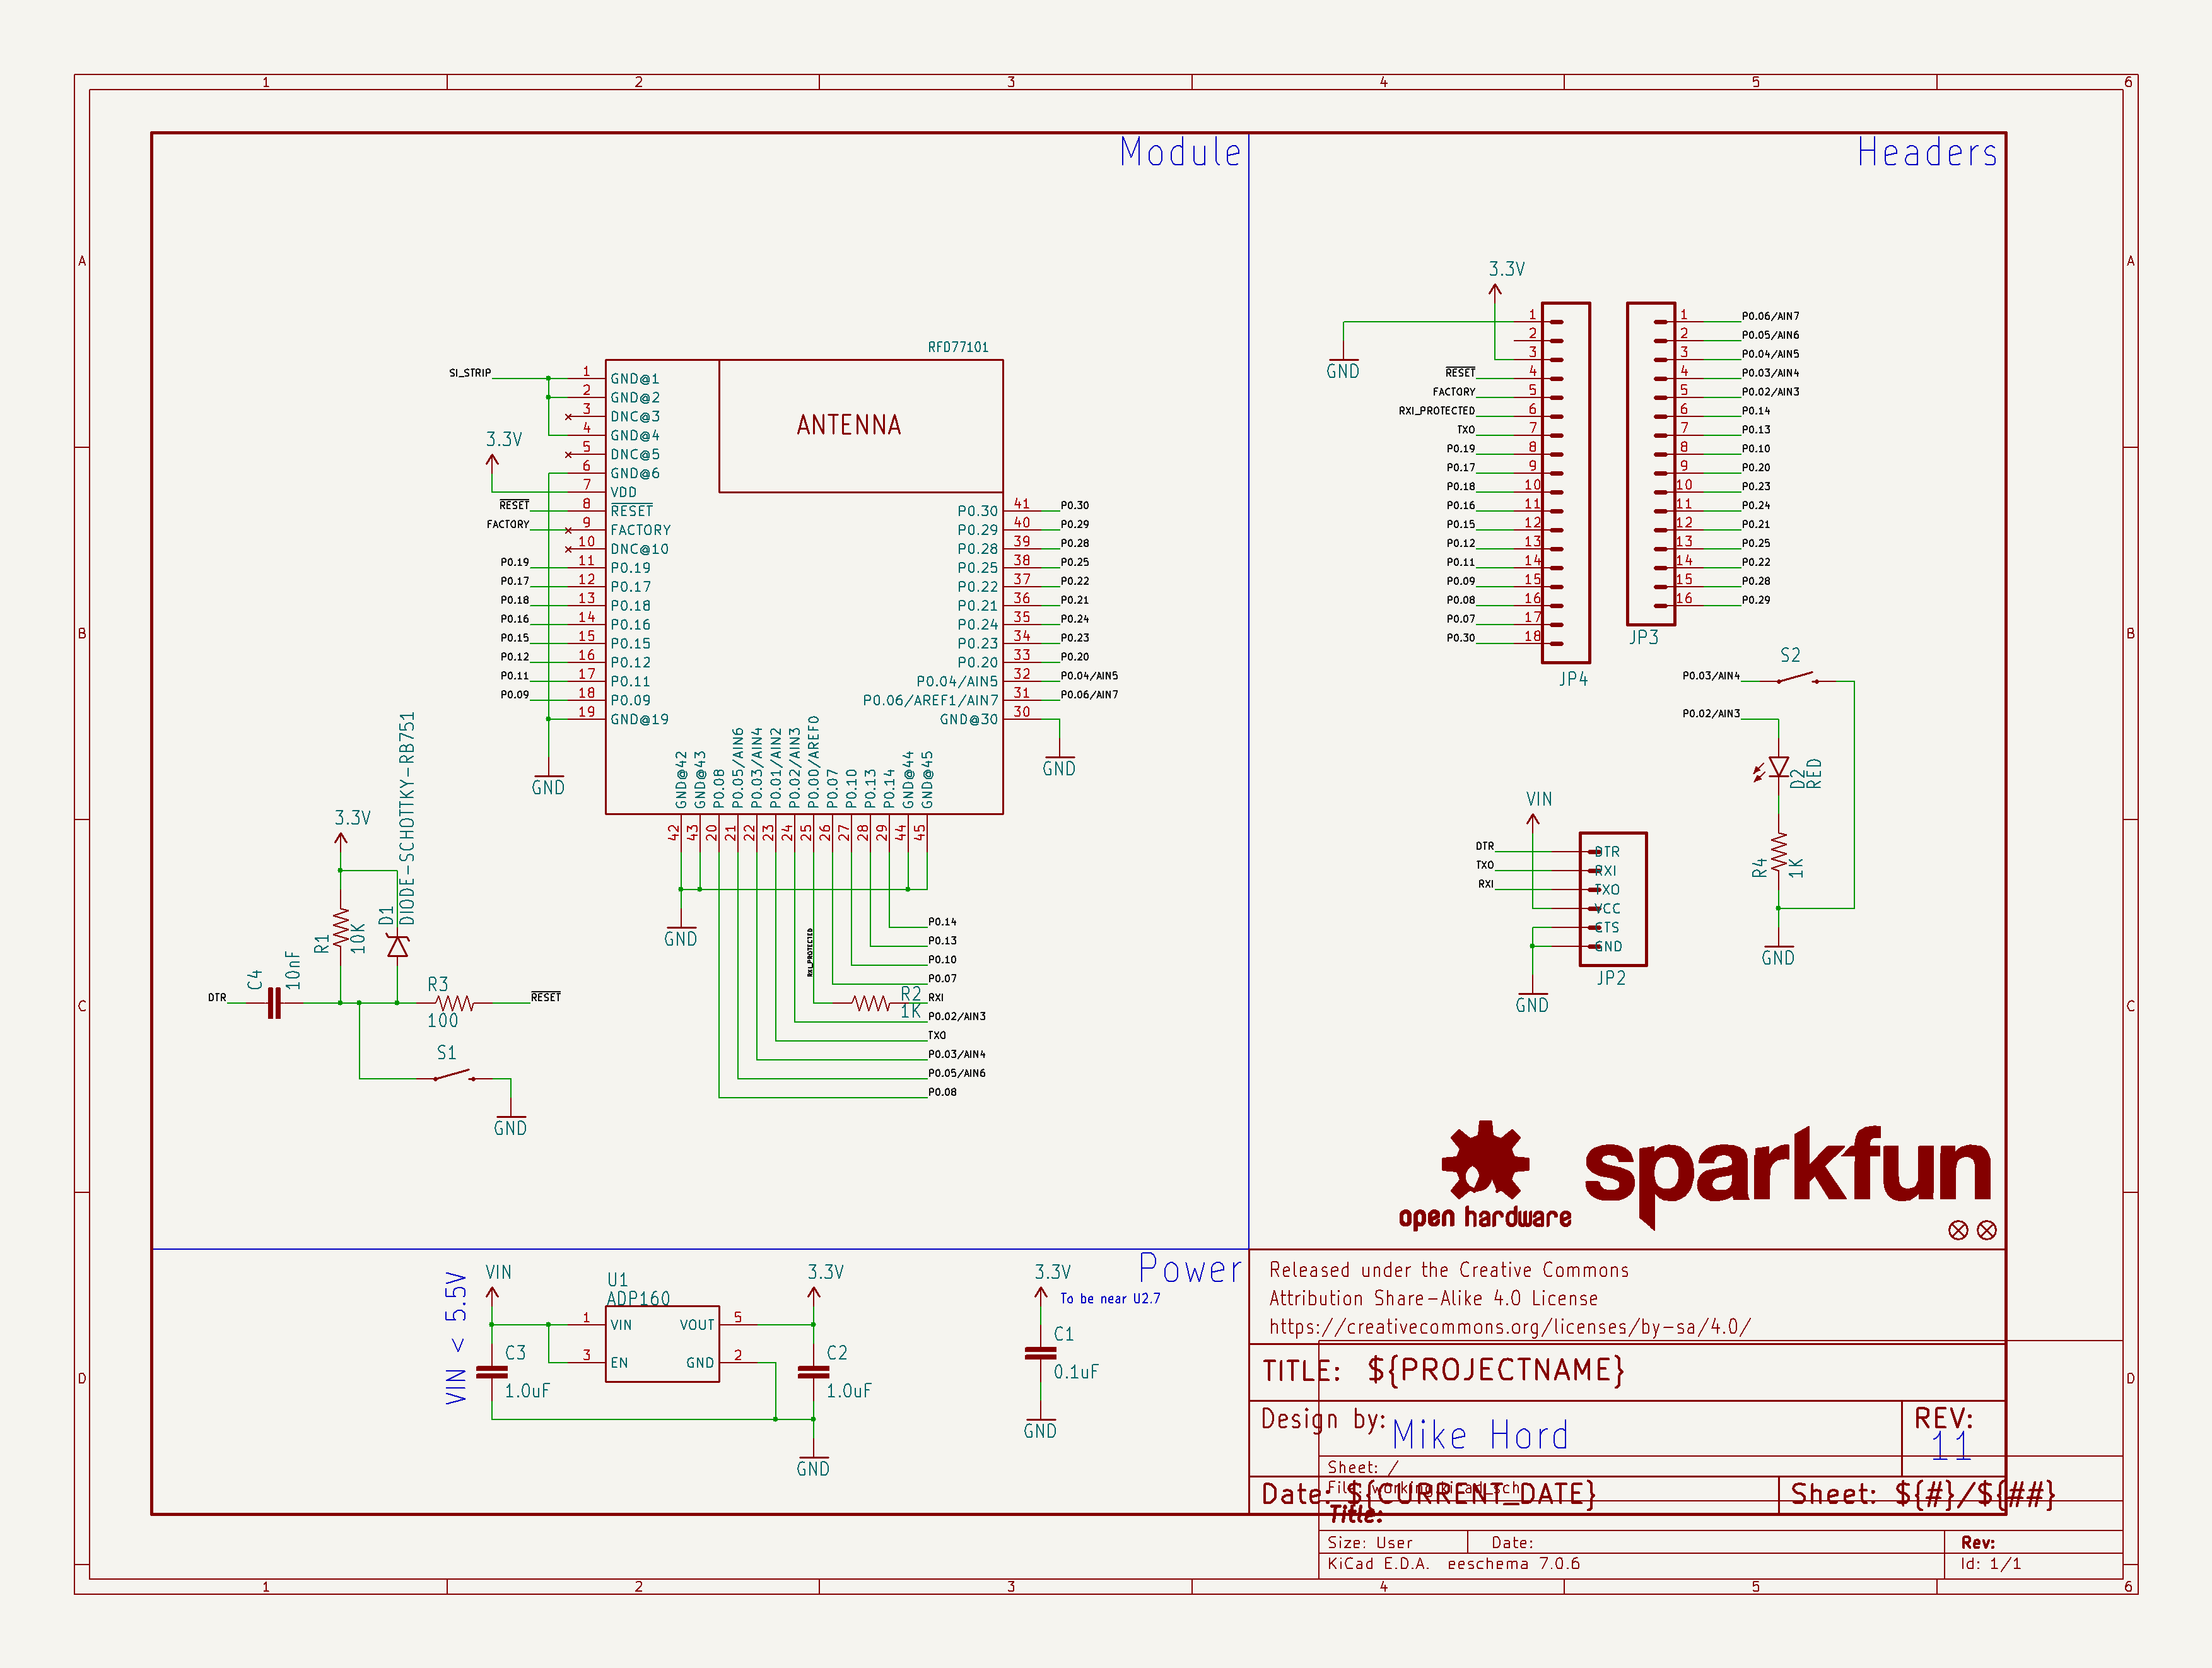 1 2 3 4 5 6
A
B
C
D
Module
RFD77101
ANTENNA
SI_STRIP
3.3V
RESET
FACTORY
P0.19
P0.17
P0.18
P0.16
P0.15
P0.12
P0.11
P0.09
GND
1 GND@1
2 GND@2
3 DNC@3
4 GND@4
5 DNC@5
6 GND@6
7 VDD
8 RESET
9 FACTORY
10 DNC@10
11 P0.19
12 P0.17
13 P0.18
14 P0.16
15 P0.15
16 P0.12
17 P0.11
18 P0.09
19 GND@19
P0.30 41 P0.30
P0.29 40 P0.29
P0.28 39 P0.28
P0.25 38 P0.25
P0.22 37 P0.22
P0.21 36 P0.21
P0.24 35 P0.24
P0.23 34 P0.23
P0.20 33 P0.20
P0.04/AIN5 32 P0.04/AIN5
P0.06/AREF1/AIN7 31 P0.06/AIN7
GND@30 30
GND
GND@42 42
GND@43 43
P0.08 20
P0.05/AIN6 21
P0.03/AIN4 22
P0.01/AIN2 23
P0.02/AIN3 24
P0.00/AREF0 25
P0.07 26
P0.10 27
P0.13 28
P0.14 29
GND@44 44
GND@45 45
GND
RXI_PROTECTED
P0.14
P0.13
P0.10
P0.07
R2 RXI
1K
P0.02/AIN3
TXO
P0.03/AIN4
P0.05/AIN6
P0.08
3.3V
R1
10K
D1
DIODE-SCHOTTKY-RB751
C4
10nF
DTR
R3
100
RESET
S1
GND
Headers
3.3V
GND
1
2
3
RESET 4
FACTORY 5
RXI_PROTECTED 6
TXO 7
P0.19 8
P0.17 9
P0.18 10
P0.16 11
P0.15 12
P0.12 13
P0.11 14
P0.09 15
P0.08 16
P0.07 17
P0.30 18
JP4
1 P0.06/AIN7
2 P0.05/AIN6
3 P0.04/AIN5
4 P0.03/AIN4
5 P0.02/AIN3
6 P0.14
7 P0.13
8 P0.10
9 P0.20
10 P0.23
11 P0.24
12 P0.21
13 P0.25
14 P0.22
15 P0.28
16 P0.29
JP3
S2
P0.03/AIN4
P0.02/AIN3
D2
RED
R4
1K
GND
VIN
DTR DTR
TXO RXI
RXI TXO
VCC
CTS
GND
JP2
GND
open hardware
sparkfun
Power
VIN < 5.5V
VIN
C3
1.0uF
U1
ADP160
1 VIN VOUT 5
3 EN GND 2
3.3V
C2
1.0uF
GND
3.3V
To be near U2.7
C1
0.1uF
GND
Released under the Creative Commons
Attribution Share-Alike 4.0 License
https://creativecommons.org/licenses/by-sa/4.0/
TITLE: ${PROJECTNAME}
Design by: Mike Hord
REV:
11
Sheet: /
File: working.kicad_sch
Date: ${CURRENT_DATE}
Sheet: ${#}/${##}
Title:
Size: User Date: Rev:
KiCad E.D.A. eeschema 7.0.6 Id: 1/1
A
B
C
D
1 2 3 4 5 6